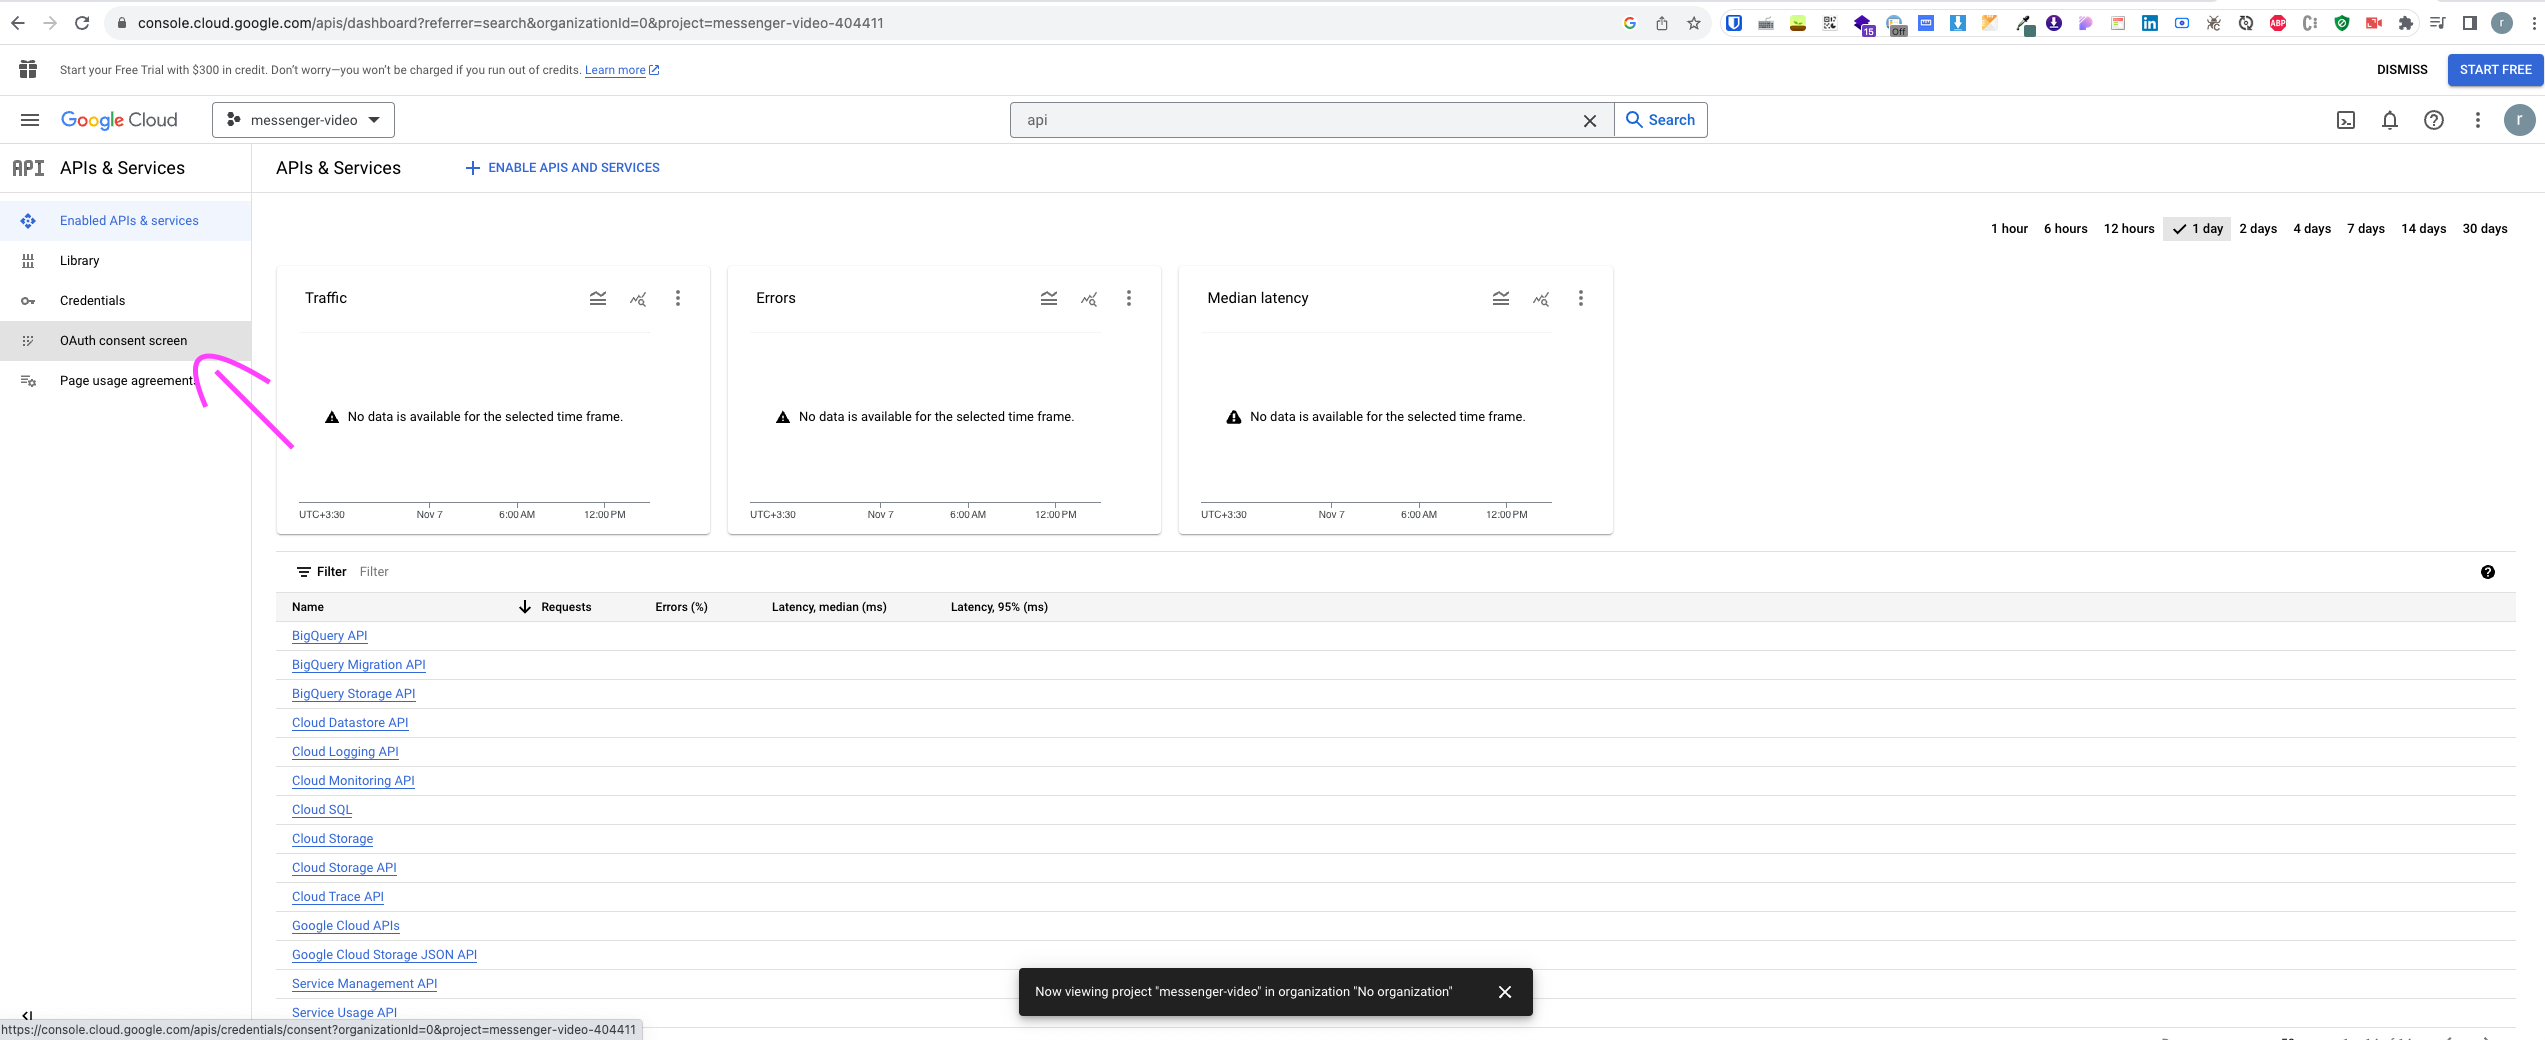 console.cloud.google.com/apis/dashboard?referrer=search&organizationId=0&project=messenger-video-404411
15
Off
ABP
r
Start your Free Trial with $300 in credit. Don't worry—you won't be charged if you run out of credits. Learn more
DISMISS
START FREE
Google Cloud
messenger-video
api
Search
r
API
APIs & Services
APIs & Services
ENABLE APIS AND SERVICES
Enabled APIs & services
Library
Credentials
OAuth consent screen
Page usage agreements
1 hour 6 hours 12 hours 1 day 2 days 4 days 7 days 14 days 30 days
Traffic
No data is available for the selected time frame.
UTC+3:30 Nov 7 6:00 AM 12:00 PM
Errors
No data is available for the selected time frame.
UTC+3:30 Nov 7 6:00 AM 12:00 PM
Median latency
No data is available for the selected time frame.
UTC+3:30 Nov 7 6:00 AM 12:00 PM
Filter Filter
Name Requests Errors (%) Latency, median (ms) Latency, 95% (ms)
BigQuery API
BigQuery Migration API
BigQuery Storage API
Cloud Datastore API
Cloud Logging API
Cloud Monitoring API
Cloud SQL
Cloud Storage
Cloud Storage API
Cloud Trace API
Google Cloud APIs
Google Cloud Storage JSON API
Service Management API
Service Usage API
Now viewing project "messenger-video" in organization "No organization"
https://console.cloud.google.com/apis/credentials/consent?organizationId=0&project=messenger-video-404411